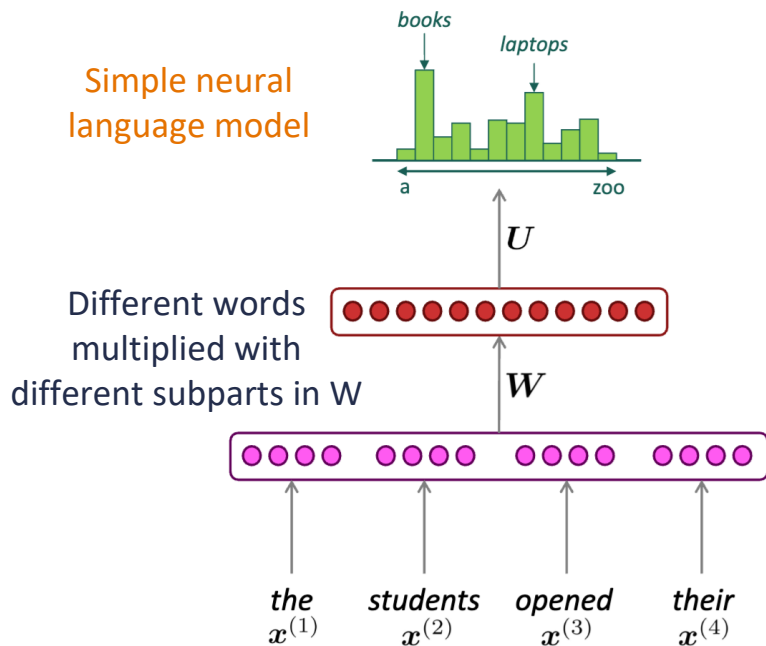 books
laptops
Simple neural
language model
a zoo
U
Different words
multiplied with
different subparts in W
W
the students opened their
x^{(1)} x^{(2)} x^{(3)} x^{(4)}